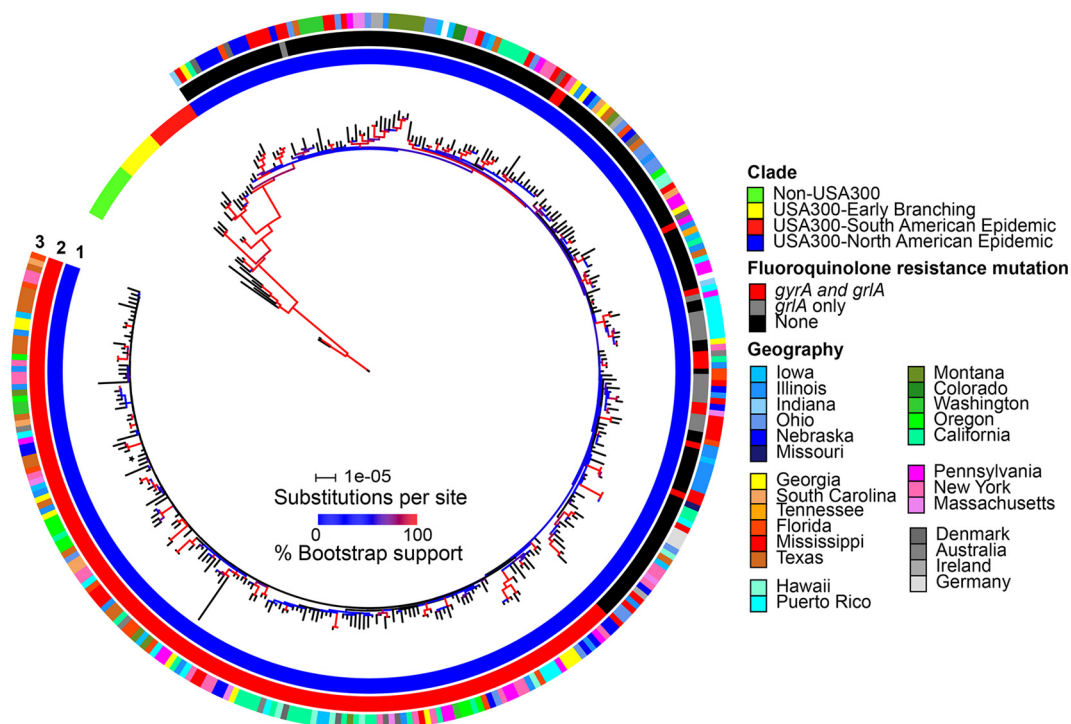 3 2 1
1e-05
Substitutions per site
0 100
% Bootstrap support
Clade
Non-USA300
USA300-Early Branching
USA300-South American Epidemic
USA300-North American Epidemic
Fluoroquinolone resistance mutation
gyrA and grlA
grlA only
None
Geography
Iowa
Illinois
Indiana
Ohio
Nebraska
Missouri
Georgia
South Carolina
Tennessee
Florida
Mississippi
Texas
Hawaii
Puerto Rico
Montana
Colorado
Washington
Oregon
California
Pennsylvania
New York
Massachusetts
Denmark
Australia
Ireland
Germany